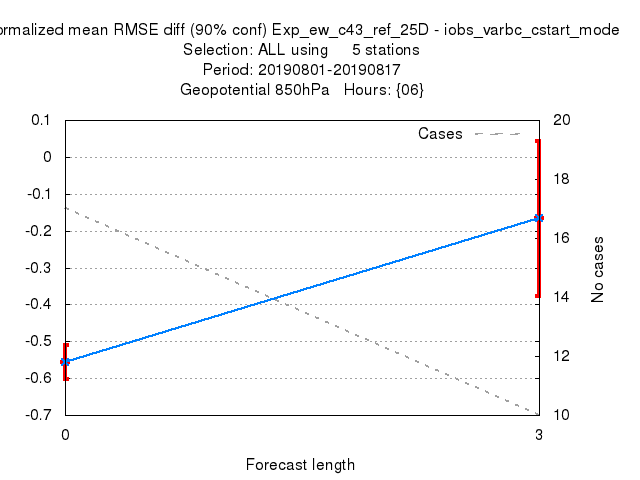 ormalized mean RMSE diff (90% conf) Exp_ew_c43_ref_25D - iobs_varbc_cstart_mode
Selection: ALL using 5 stations
Period: 20190801-20190817
Geopotential 850hPa Hours: {06}
Cases
0.1
0
-0.1
-0.2
-0.3
-0.4
-0.5
-0.6
-0.7
20
18
16
14
12
10
No cases
0
3
Forecast length